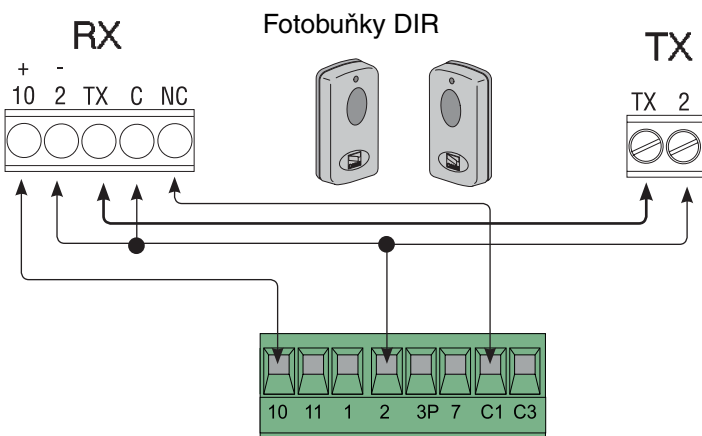 Fotobuňky DIR
RX
TX
+ -
10 2 TX C NC
TX 2
10 11 1 2 3P 7 C1 C3